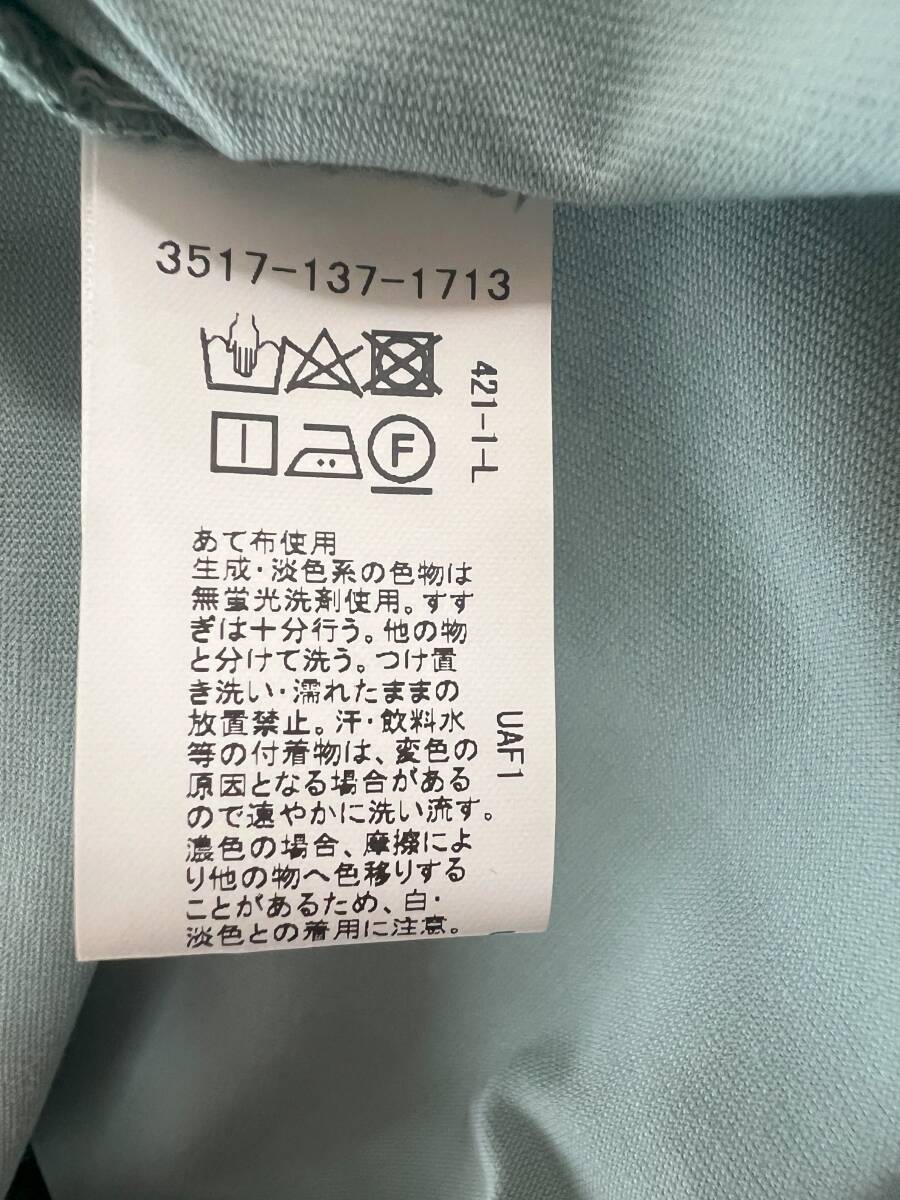 3517-137-1713
421-1-L
F
あて布使用
生成・淡色系の色物は
無蛍光洗剤使用。すす
ぎは十分行う。他の物
と分けて洗う。つけ置
き洗い・濡れたままの
放置禁止。汗・飲料水
等の付着物は、変色の
原因となる場合がある
ので速やかに洗い流す。
濃色の場合、摩擦によ
り他の物へ色移りする
ことがあるため、白・
淡色との着用に注意。
UAF1